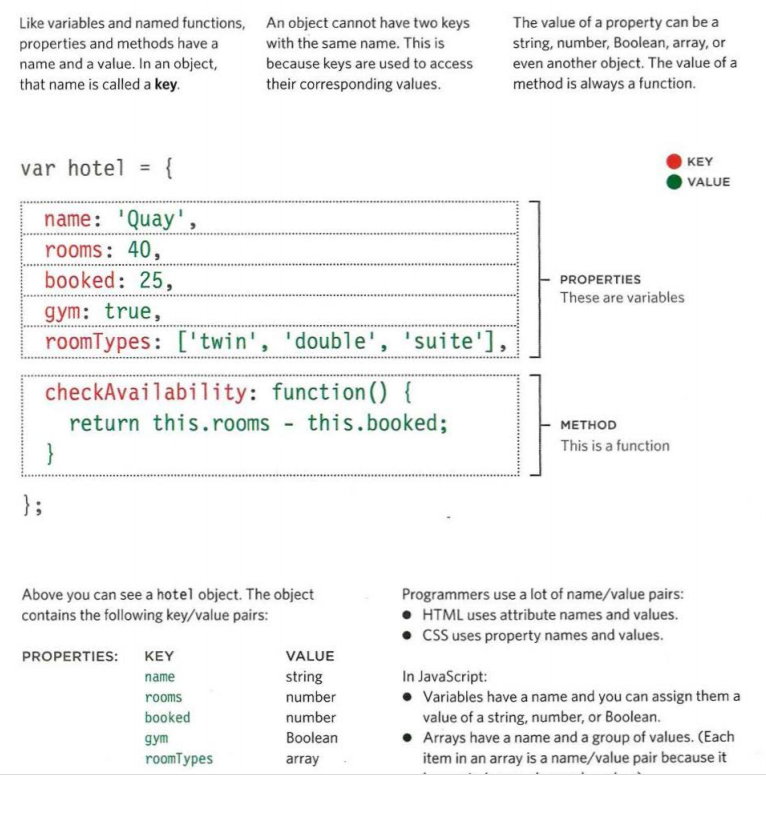 Like variables and named functions,
properties and methods have a
name and a value. In an object,
that name is called a key.
An object cannot have two keys
with the same name. This is
because keys are used to access
their corresponding values.
The value of a property can be a
string, number, Boolean, array, or
even another object. The value of a
method is always a function.
var hotel = {
KEY
VALUE
name: 'Quay',
rooms: 40,
booked: 25,
gym: true,
roomTypes: ['twin', 'double', 'suite'],
PROPERTIES
These are variables
checkAvailability: function() {
return this.rooms - this.booked;
}
METHOD
This is a function
};
Above you can see a hotel object. The object
contains the following key/value pairs:
PROPERTIES: KEY VALUE
name string
rooms number
booked number
gym Boolean
roomTypes array
Programmers use a lot of name/value pairs:
● HTML uses attribute names and values.
● CSS uses property names and values.
In JavaScript:
● Variables have a name and you can assign them a
value of a string, number, or Boolean.
● Arrays have a name and a group of values. (Each
item in an array is a name/value pair because it